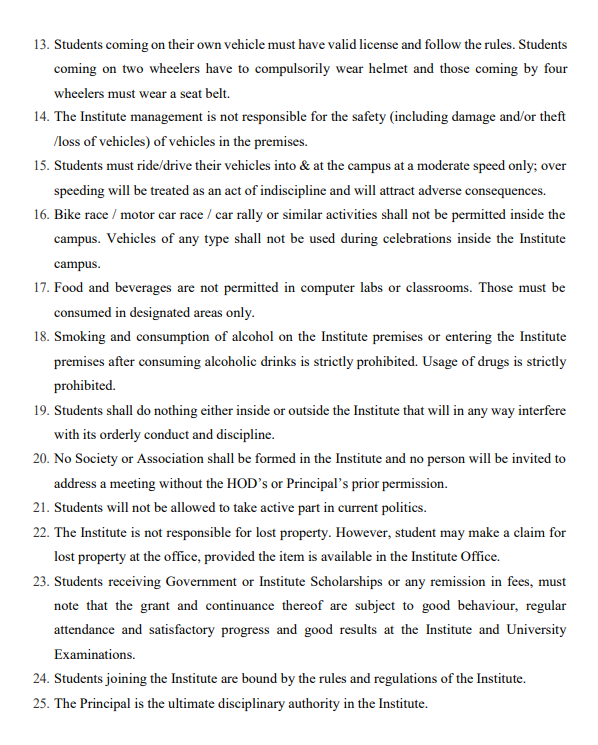 13. Students coming on their own vehicle must have valid license and follow the rules. Students
coming on two wheelers have to compulsorily wear helmet and those coming by four
wheelers must wear a seat belt.
14. The Institute management is not responsible for the safety (including damage and/or theft
/loss of vehicles) of vehicles in the premises.
15. Students must ride/drive their vehicles into & at the campus at a moderate speed only; over
speeding will be treated as an act of indiscipline and will attract adverse consequences.
16. Bike race / motor car race / car rally or similar activities shall not be permitted inside the
campus. Vehicles of any type shall not be used during celebrations inside the Institute
campus.
17. Food and beverages are not permitted in computer labs or classrooms. Those must be
consumed in designated areas only.
18. Smoking and consumption of alcohol on the Institute premises or entering the Institute
premises after consuming alcoholic drinks is strictly prohibited. Usage of drugs is strictly
prohibited.
19. Students shall do nothing either inside or outside the Institute that will in any way interfere
with its orderly conduct and discipline.
20. No Society or Association shall be formed in the Institute and no person will be invited to
address a meeting without the HOD’s or Principal’s prior permission.
21. Students will not be allowed to take active part in current politics.
22. The Institute is not responsible for lost property. However, student may make a claim for
lost property at the office, provided the item is available in the Institute Office.
23. Students receiving Government or Institute Scholarships or any remission in fees, must
note that the grant and continuance thereof are subject to good behaviour, regular
attendance and satisfactory progress and good results at the Institute and University
Examinations.
24. Students joining the Institute are bound by the rules and regulations of the Institute.
25. The Principal is the ultimate disciplinary authority in the Institute.